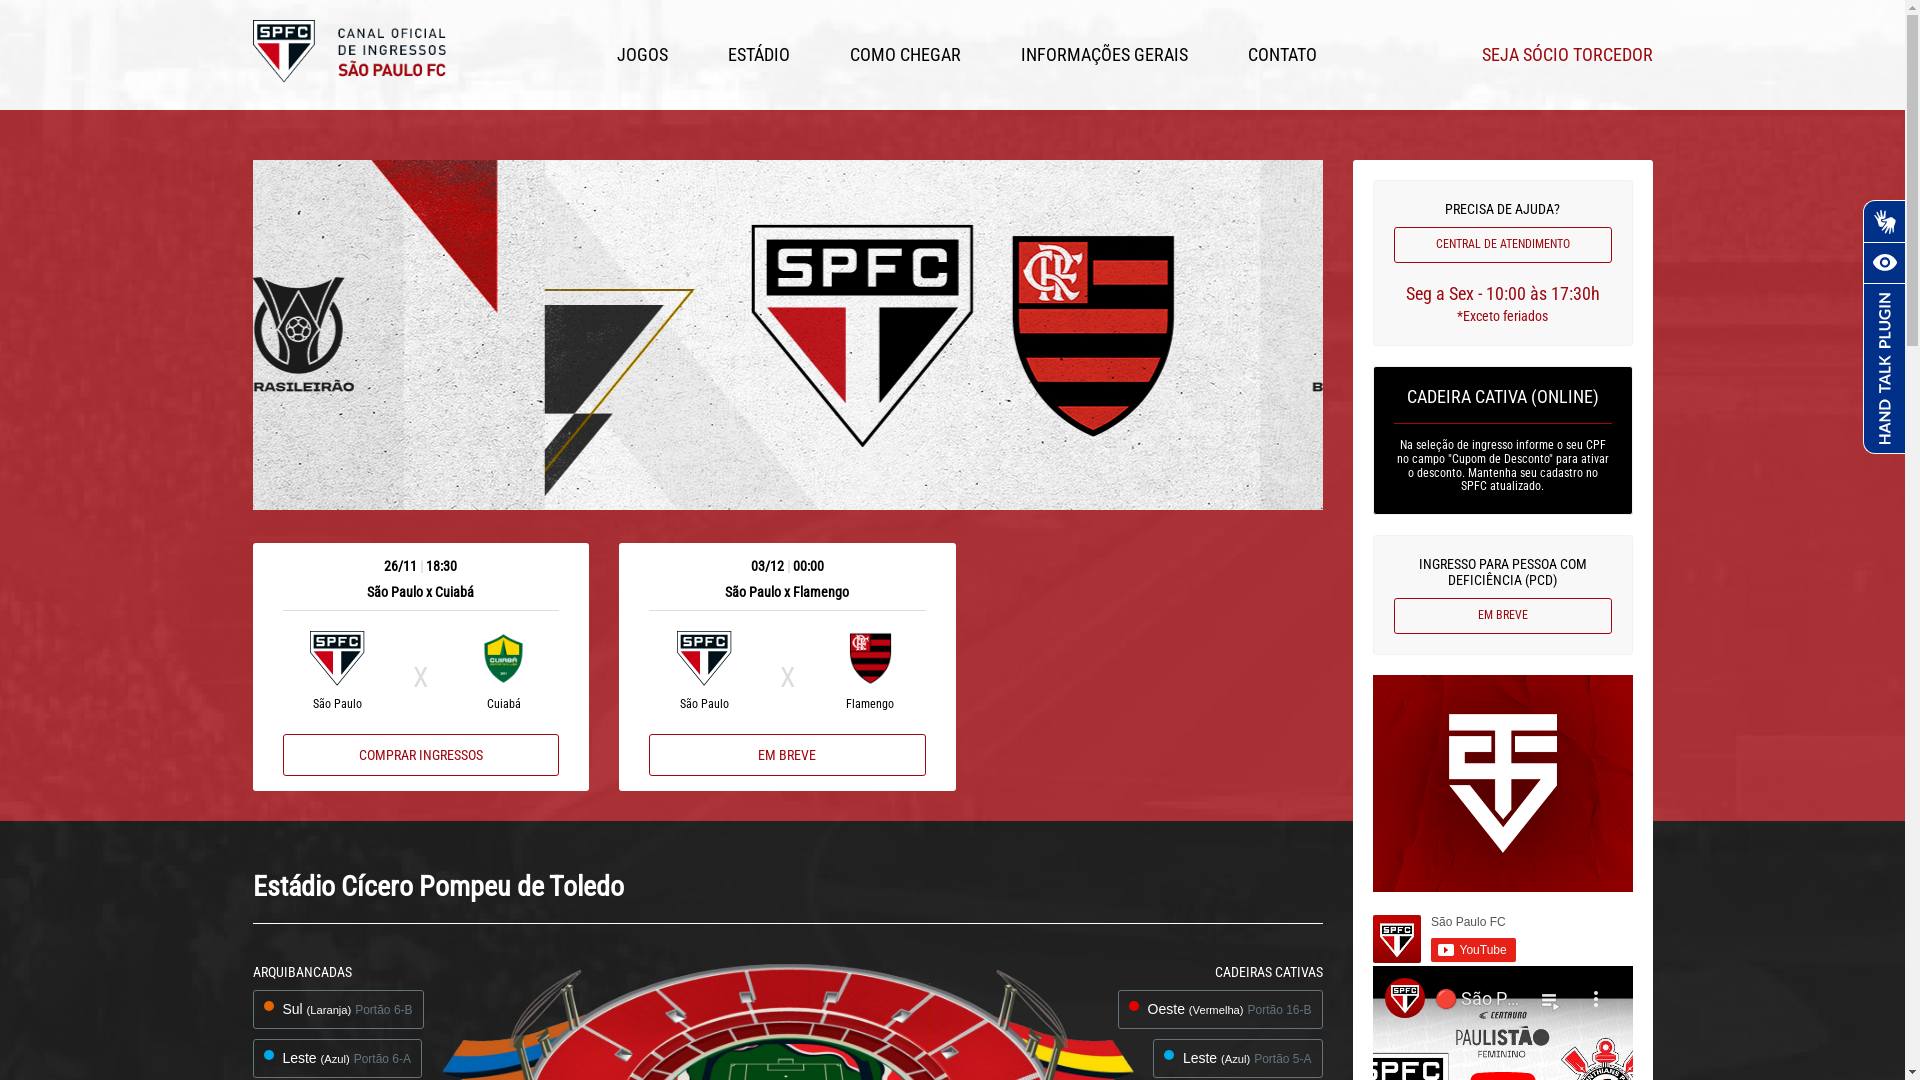 SPFC
CANAL OFICIAL
DE INGRESSOS
SÃO PAULO FC
JOGOS
ESTÁDIO
COMO CHEGAR
INFORMAÇÕES GERAIS
CONTATO
SEJA SÓCIO TORCEDOR
RASILEIRÃO
SPFC
CRF
B
PRECISA DE AJUDA?
CENTRAL DE ATENDIMENTO
Seg a Sex - 10:00 às 17:30h
*Exceto feriados
HAND TALK PLUGIN
CADEIRA CATIVA (ONLINE)
Na seleção de ingresso informe o seu CPF
no campo "Cupom de Desconto" para ativar
o desconto. Mantenha seu cadastro no
SPFC atualizado.
INGRESSO PARA PESSOA COM
DEFICIÊNCIA (PCD)
EM BREVE
26/11 | 18:30
São Paulo x Cuiabá
SPFC
X
CUIABÁ
São Paulo
Cuiabá
COMPRAR INGRESSOS
03/12 | 00:00
São Paulo x Flamengo
SPFC
X
São Paulo
Flamengo
EM BREVE
Estádio Cícero Pompeu de Toledo
ARQUIBANCADAS
Sul (Laranja) Portão 6-B
Leste (Azul) Portão 6-A
CADEIRAS CATIVAS
Oeste (Vermelha) Portão 16-B
Leste (Azul) Portão 5-A
SPFC
São Paulo FC
YouTube
SPFC
São P...
CENTAURO
PAULISTÃO
FEMININO
SPFC